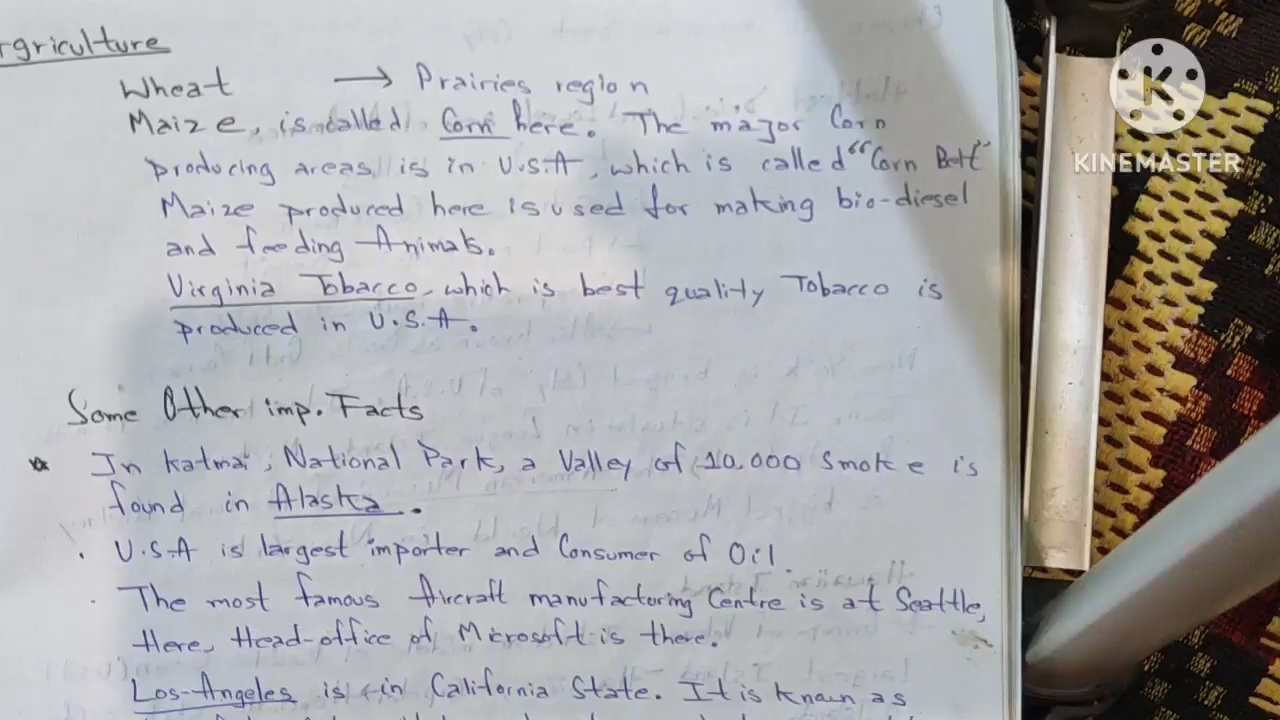 rgriculture
Wheat → Prairies region
Maize, is called Corn here. The major Corn
producing areas is in U.S.A, which is called "Corn Belt"
Maize produced here is used for making bio-diesel
and feeding Animals.
Virginia Tobacco, which is best quality Tobacco is
produced in U.S.A.
Some Other imp. Facts
In Katmai, National Park, a Valley of 10,000 Smoke is
found in Alaska.
. U.S.A is largest importer and Consumer of Oil.
. The most famous Aircraft manufactoring Centre is at Seattle,
Here, Head-office of Microsoft is there.
Los-Angeles is in California State. It is known as
K
KINEMASTER